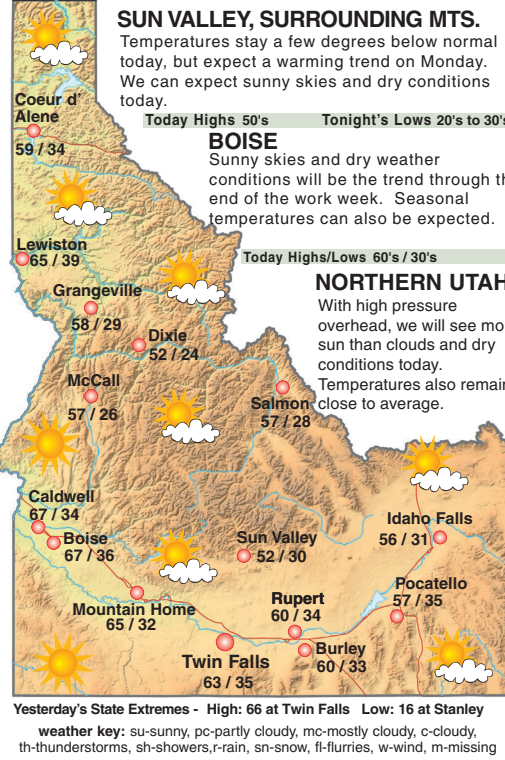 SUN VALLEY, SURROUNDING MTS.
Temperatures stay a few degrees below normal
today, but expect a warming trend on Monday.
We can expect sunny skies and dry conditions
today.
Today Highs 50's Tonight's Lows 20's to 30's
BOISE
Sunny skies and dry weather
conditions will be the trend through th
end of the work week. Seasonal
temperatures can also be expected.
Today Highs/Lows 60's / 30's
NORTHERN UTAH
With high pressure
overhead, we will see mo
sun than clouds and dry
conditions today.
Temperatures also remain
close to average.
Coeur d'
Alene
59 / 34
Lewiston
65 / 39
Grangeville
58 / 29
Dixie
52 / 24
McCall
57 / 26
Salmon
57 / 28
Caldwell
67 / 34
Boise
67 / 36
Sun Valley
52 / 30
Idaho Falls
56 / 31
Pocatello
57 / 35
Mountain Home
65 / 32
Rupert
60 / 34
Burley
60 / 33
Twin Falls
63 / 35
Yesterday's State Extremes - High: 66 at Twin Falls Low: 16 at Stanley
weather key: su-sunny, pc-partly cloudy, mc-mostly cloudy, c-cloudy,
th-thunderstorms, sh-showers,r-rain, sn-snow, fl-flurries, w-wind, m-missing